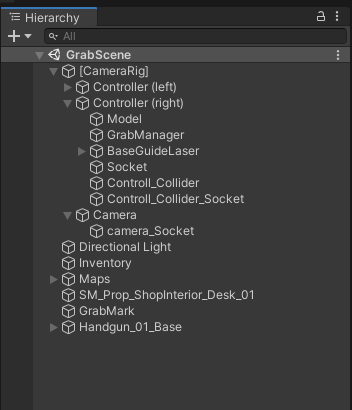 Hierarchy
All
GrabScene
[CameraRig]
Controller (left)
Controller (right)
Model
GrabManager
BaseGuideLaser
Socket
Controll_Collider
Controll_Collider_Socket
Camera
camera_Socket
Directional Light
Inventory
Maps
SM_Prop_ShopInterior_Desk_01
GrabMark
Handgun_01_Base